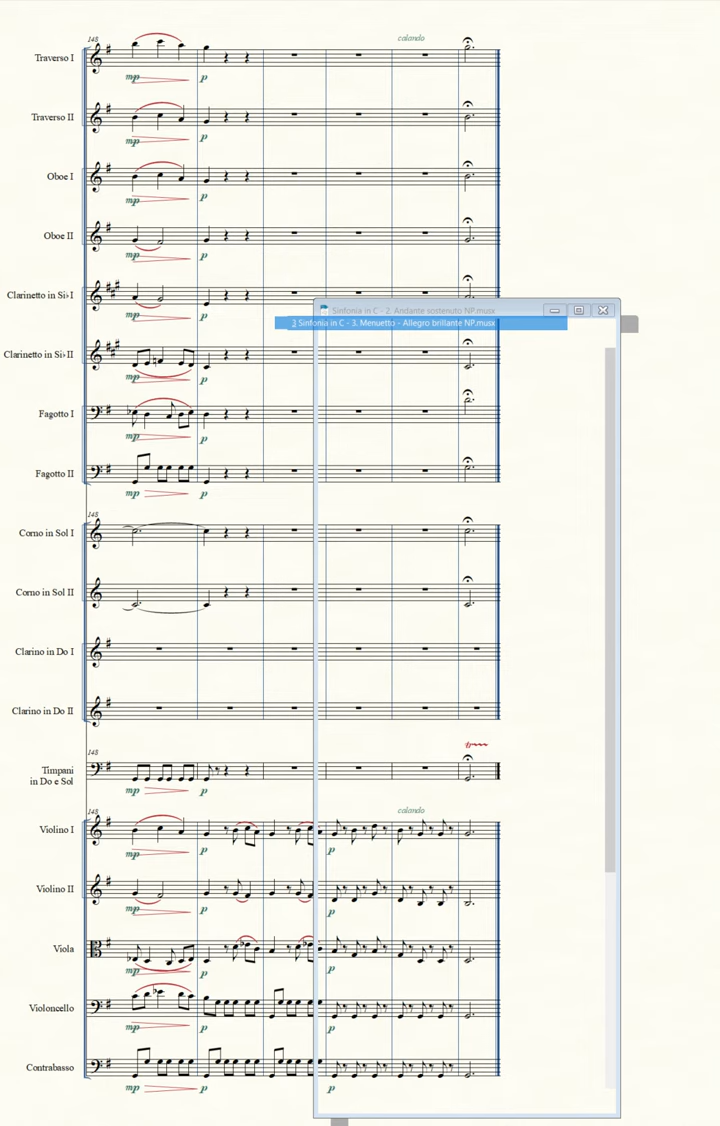 calando
148
Traverso I
mp
p
Traverso II
mp
p
Oboe I
mp
p
Oboe II
mp
p
Clarinetto in Si♭ I
mp
p
Sinfonia in C - 2. Andante sostenuto NP.musx
3 Sinfonia in C - 3. Menuetto - Allegro brillante NP.musx
Clarinetto in Si♭ II
mp
p
Fagotto I
mp
p
Fagotto II
mp
p
148
Corno in Sol I
Corno in Sol II
Clarino in Do I
Clarino in Do II
148
Timpani
in Do e Sol
mp
p
148
calando
Violino I
mp
p
Violino II
mp
p
p
Viola
mp
p
p
Violoncello
mp
p
p
Contrabasso
mp
p
p